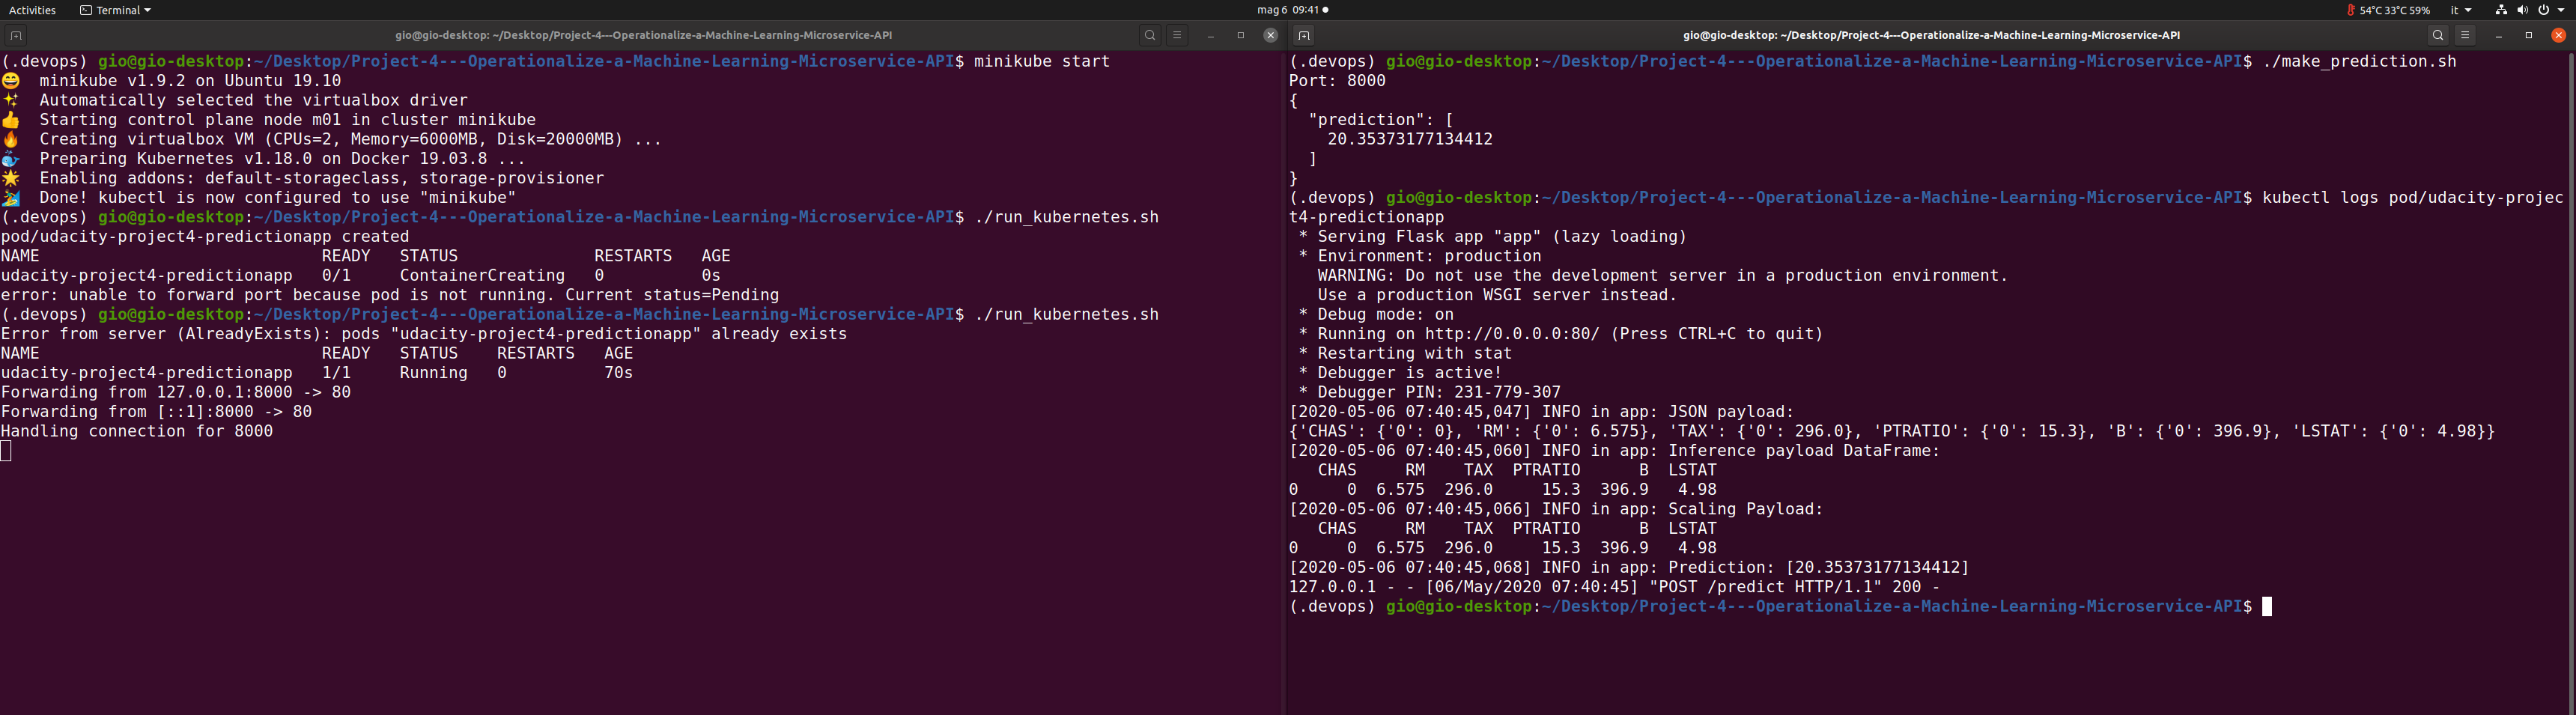 Activities Terminal mag 6 09:41 54°C 33°C 59% it
gio@gio-desktop: ~/Desktop/Project-4---Operationalize-a-Machine-Learning-Microservice-API
(.devops) gio@gio-desktop:~/Desktop/Project-4---Operationalize-a-Machine-Learning-Microservice-API$ minikube start
minikube v1.9.2 on Ubuntu 19.10
Automatically selected the virtualbox driver
Starting control plane node m01 in cluster minikube
Creating virtualbox VM (CPUs=2, Memory=6000MB, Disk=20000MB) ...
Preparing Kubernetes v1.18.0 on Docker 19.03.8 ...
Enabling addons: default-storageclass, storage-provisioner
Done! kubectl is now configured to use "minikube"
(.devops) gio@gio-desktop:~/Desktop/Project-4---Operationalize-a-Machine-Learning-Microservice-API$ ./run_kubernetes.sh
pod/udacity-project4-predictionapp created
NAME READY STATUS RESTARTS AGE
udacity-project4-predictionapp 0/1 ContainerCreating 0 0s
error: unable to forward port because pod is not running. Current status=Pending
(.devops) gio@gio-desktop:~/Desktop/Project-4---Operationalize-a-Machine-Learning-Microservice-API$ ./run_kubernetes.sh
Error from server (AlreadyExists): pods "udacity-project4-predictionapp" already exists
NAME READY STATUS RESTARTS AGE
udacity-project4-predictionapp 1/1 Running 0 70s
Forwarding from 127.0.0.1:8000 -> 80
Forwarding from [::1]:8000 -> 80
Handling connection for 8000
gio@gio-desktop: ~/Desktop/Project-4---Operationalize-a-Machine-Learning-Microservice-API
(.devops) gio@gio-desktop:~/Desktop/Project-4---Operationalize-a-Machine-Learning-Microservice-API$ ./make_prediction.sh
Port: 8000
{
"prediction": [
20.35373177134412
]
}
(.devops) gio@gio-desktop:~/Desktop/Project-4---Operationalize-a-Machine-Learning-Microservice-API$ kubectl logs pod/udacity-projec
t4-predictionapp
* Serving Flask app "app" (lazy loading)
* Environment: production
WARNING: Do not use the development server in a production environment.
Use a production WSGI server instead.
* Debug mode: on
* Running on http://0.0.0.0:80/ (Press CTRL+C to quit)
* Restarting with stat
* Debugger is active!
* Debugger PIN: 231-779-307
[2020-05-06 07:40:45,047] INFO in app: JSON payload:
{'CHAS': {'0': 0}, 'RM': {'0': 6.575}, 'TAX': {'0': 296.0}, 'PTRATIO': {'0': 15.3}, 'B': {'0': 396.9}, 'LSTAT': {'0': 4.98}}
[2020-05-06 07:40:45,060] INFO in app: Inference payload DataFrame:
CHAS RM TAX PTRATIO B LSTAT
0 0 6.575 296.0 15.3 396.9 4.98
[2020-05-06 07:40:45,066] INFO in app: Scaling Payload:
CHAS RM TAX PTRATIO B LSTAT
0 0 6.575 296.0 15.3 396.9 4.98
[2020-05-06 07:40:45,068] INFO in app: Prediction: [20.35373177134412]
127.0.0.1 - - [06/May/2020 07:40:45] "POST /predict HTTP/1.1" 200 -
(.devops) gio@gio-desktop:~/Desktop/Project-4---Operationalize-a-Machine-Learning-Microservice-API$